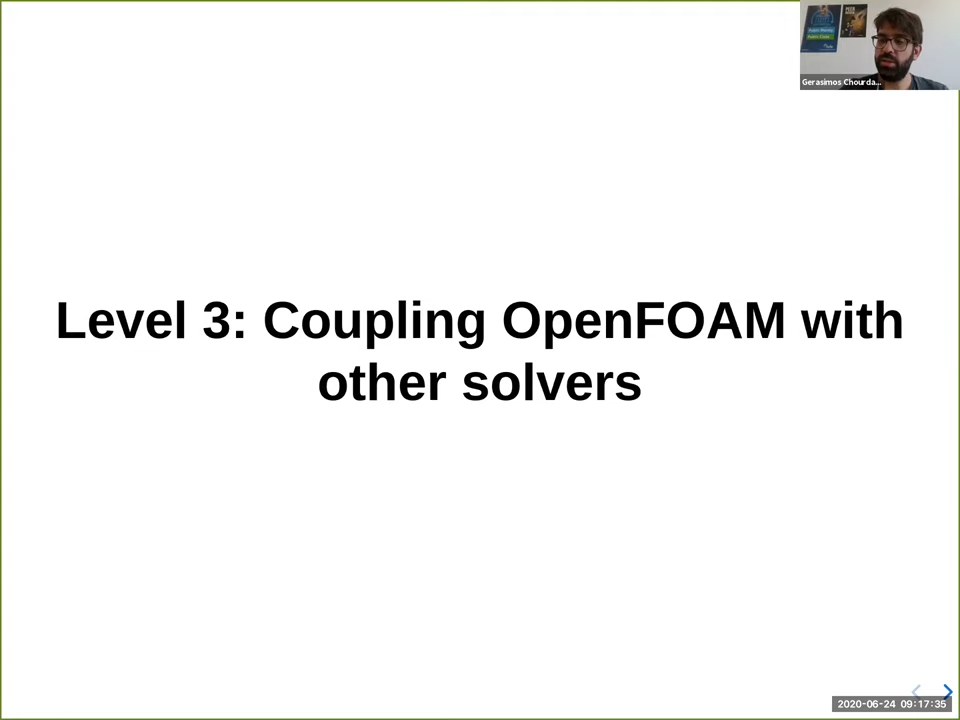 Gerasimos Chourda...
Level 3: Coupling OpenFOAM with
other solvers
2020-06-24 09:17:35